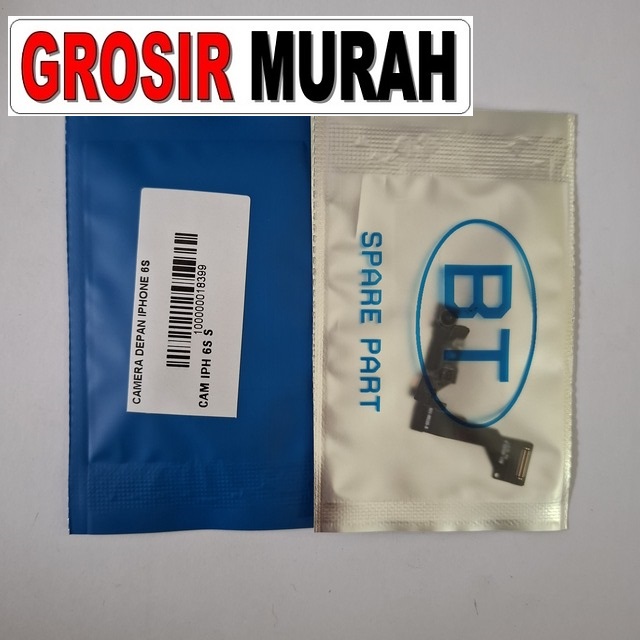 GROSIR MURAH
CAMERA DEPAN IPHONE 6S
100000018399
CAM IPH 6S S
BT
SPARE PART